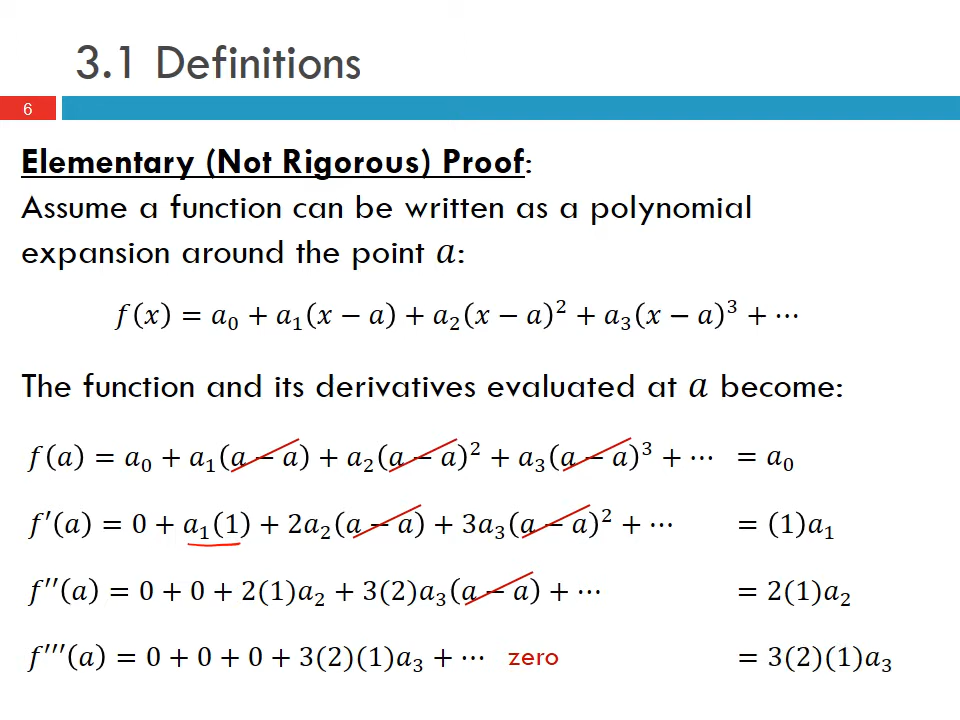 3.1 Definitions
6
Elementary (Not Rigorous) Proof:
Assume a function can be written as a polynomial
expansion around the point 𝑎:
𝑓(𝑥) = 𝑎₀ + 𝑎₁(𝑥 − 𝑎) + 𝑎₂(𝑥 − 𝑎)² + 𝑎₃(𝑥 − 𝑎)³ + ⋯
The function and its derivatives evaluated at 𝑎 become:
𝑓(𝑎) = 𝑎₀ + 𝑎₁(𝑎 − 𝑎) + 𝑎₂(𝑎 − 𝑎)² + 𝑎₃(𝑎 − 𝑎)³ + ⋯ = 𝑎₀
𝑓′(𝑎) = 0 + 𝑎₁(1) + 2𝑎₂(𝑎 − 𝑎) + 3𝑎₃(𝑎 − 𝑎)² + ⋯ = (1)𝑎₁
𝑓′′(𝑎) = 0 + 0 + 2(1)𝑎₂ + 3(2)𝑎₃(𝑎 − 𝑎) + ⋯ = 2(1)𝑎₂
𝑓′′′(𝑎) = 0 + 0 + 0 + 3(2)(1)𝑎₃ + ⋯ zero = 3(2)(1)𝑎₃